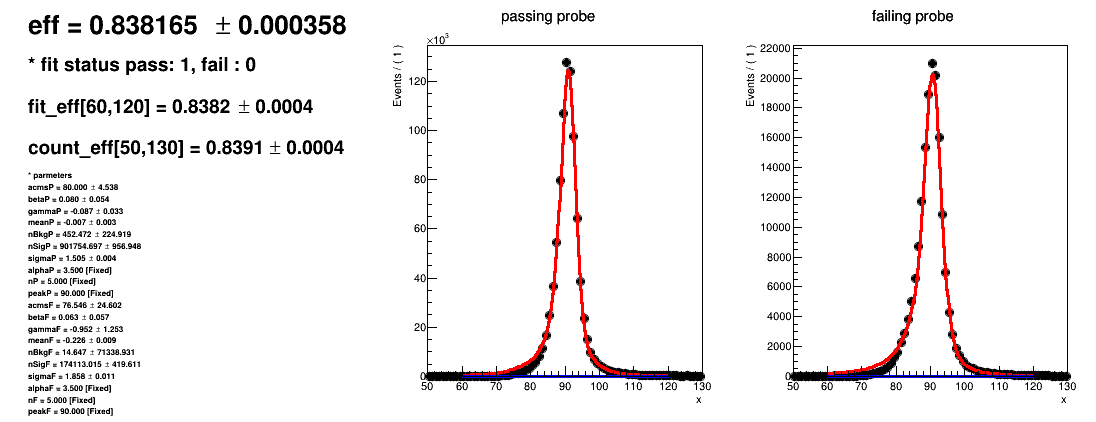 eff = 0.838165 ± 0.000358
* fit status pass: 1, fail : 0
fit_eff[60,120] = 0.8382 ± 0.0004
count_eff[50,130] = 0.8391 ± 0.0004
* parmeters
acmsP = 80.000 ± 4.538
betaP = 0.080 ± 0.054
gammaP = -0.087 ± 0.033
meanP = -0.007 ± 0.003
nBkgP = 452.472 ± 224.919
nSigP = 901754.697 ± 956.948
sigmaP = 1.505 ± 0.004
alphaP = 3.500 [Fixed]
nP = 5.000 [Fixed]
peakP = 90.000 [Fixed]
acmsF = 76.546 ± 24.602
betaF = 0.063 ± 0.057
gammaF = -0.952 ± 1.253
meanF = -0.226 ± 0.009
nBkgF = 14.647 ± 71338.931
nSigF = 174113.015 ± 419.611
sigmaF = 1.858 ± 0.011
alphaF = 3.500 [Fixed]
nF = 5.000 [Fixed]
peakF = 90.000 [Fixed]
passing probe
×10³
Events / ( 1 )
120
100
80
60
40
20
0
50 60 70 80 90 100 110 120 130
x
failing probe
Events / ( 1 )
22000
20000
18000
16000
14000
12000
10000
8000
6000
4000
2000
0
50 60 70 80 90 100 110 120 130
x